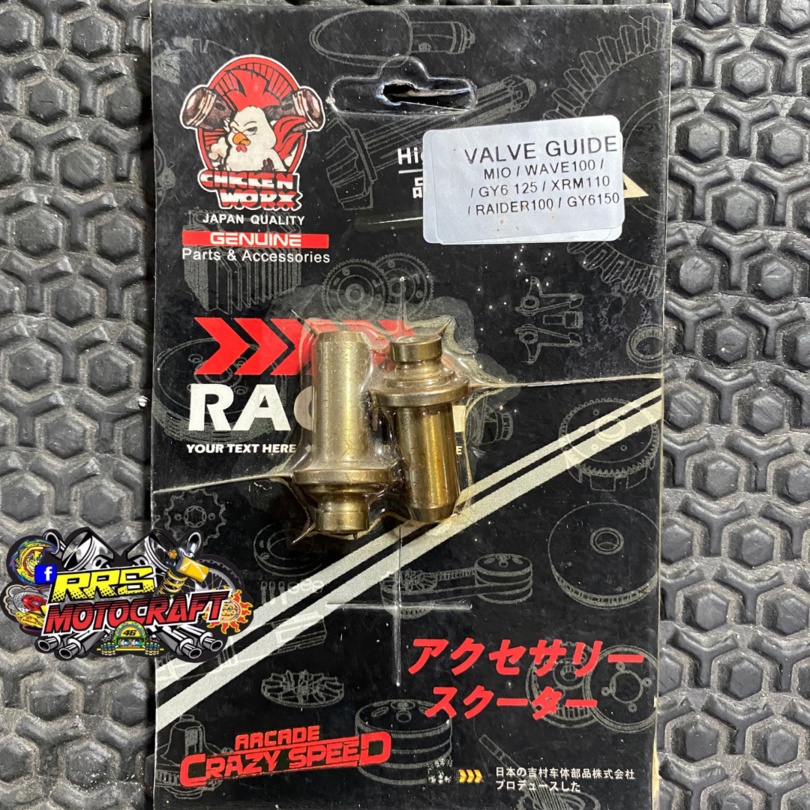 CHICKEN
WORX
JAPAN QUALITY
GENUINE
Parts & Accessories
VALVE GUIDE
MIO / WAVE100 /
/ GY6 125 / XRM110
/ RAIDER100 / GY6150
YOUR TEXT HERE
f RRS
MOTOCRAFT
46
アクセサリー
スクーター
ARCADE
CRAZY SPEED
日本の吉村车体部品株式会社
プロデュースした